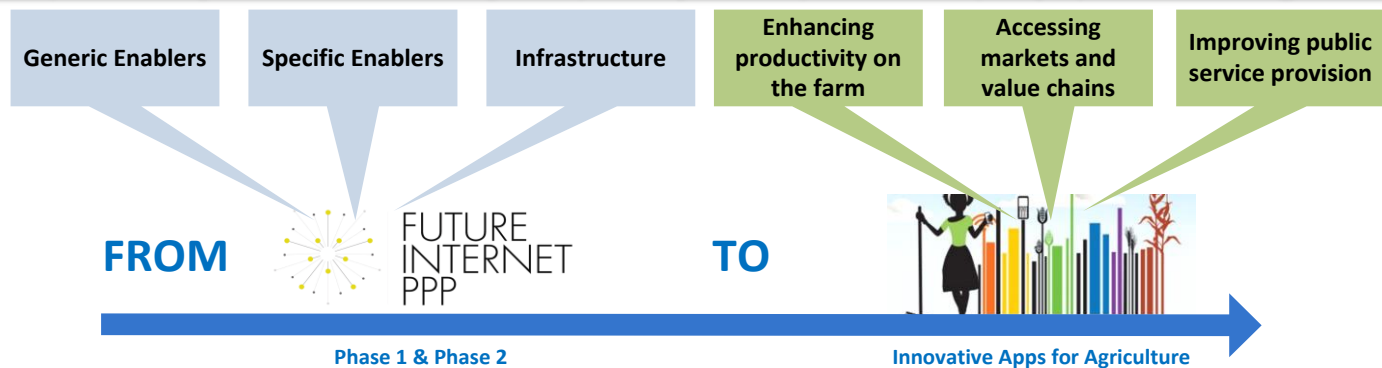 Generic Enablers
Specific Enablers
Infrastructure
Enhancing
productivity on
the farm
Accessing
markets and
value chains
Improving public
service provision
FROM
FUTURE
INTERNET
PPP
TO
Phase 1 & Phase 2
Innovative Apps for Agriculture